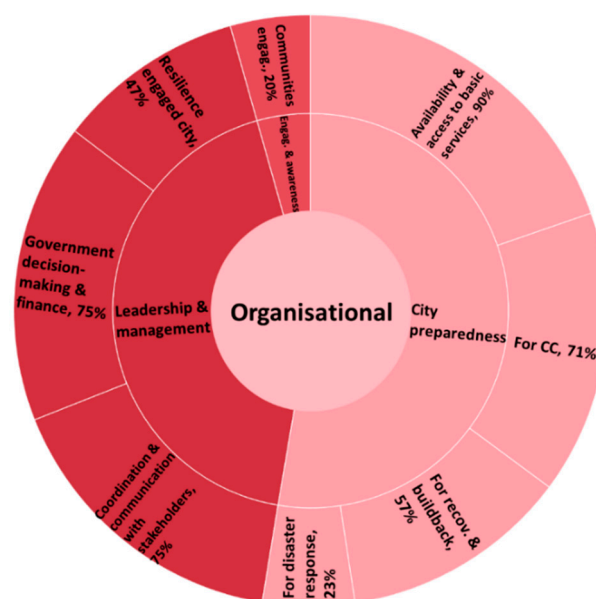 Organisational
City
preparedness
Availability &
access to basic
services, 90%
For CC, 71%
For recov. &
buildback,
57%
For disaster
response,
23%
Leadership &
management
Coordination &
communication
with
stakeholders,
75%
Government
decision-
making &
finance, 75%
Resilience
engaged city,
47%
Engag. & awareness
Communities
engag., 20%